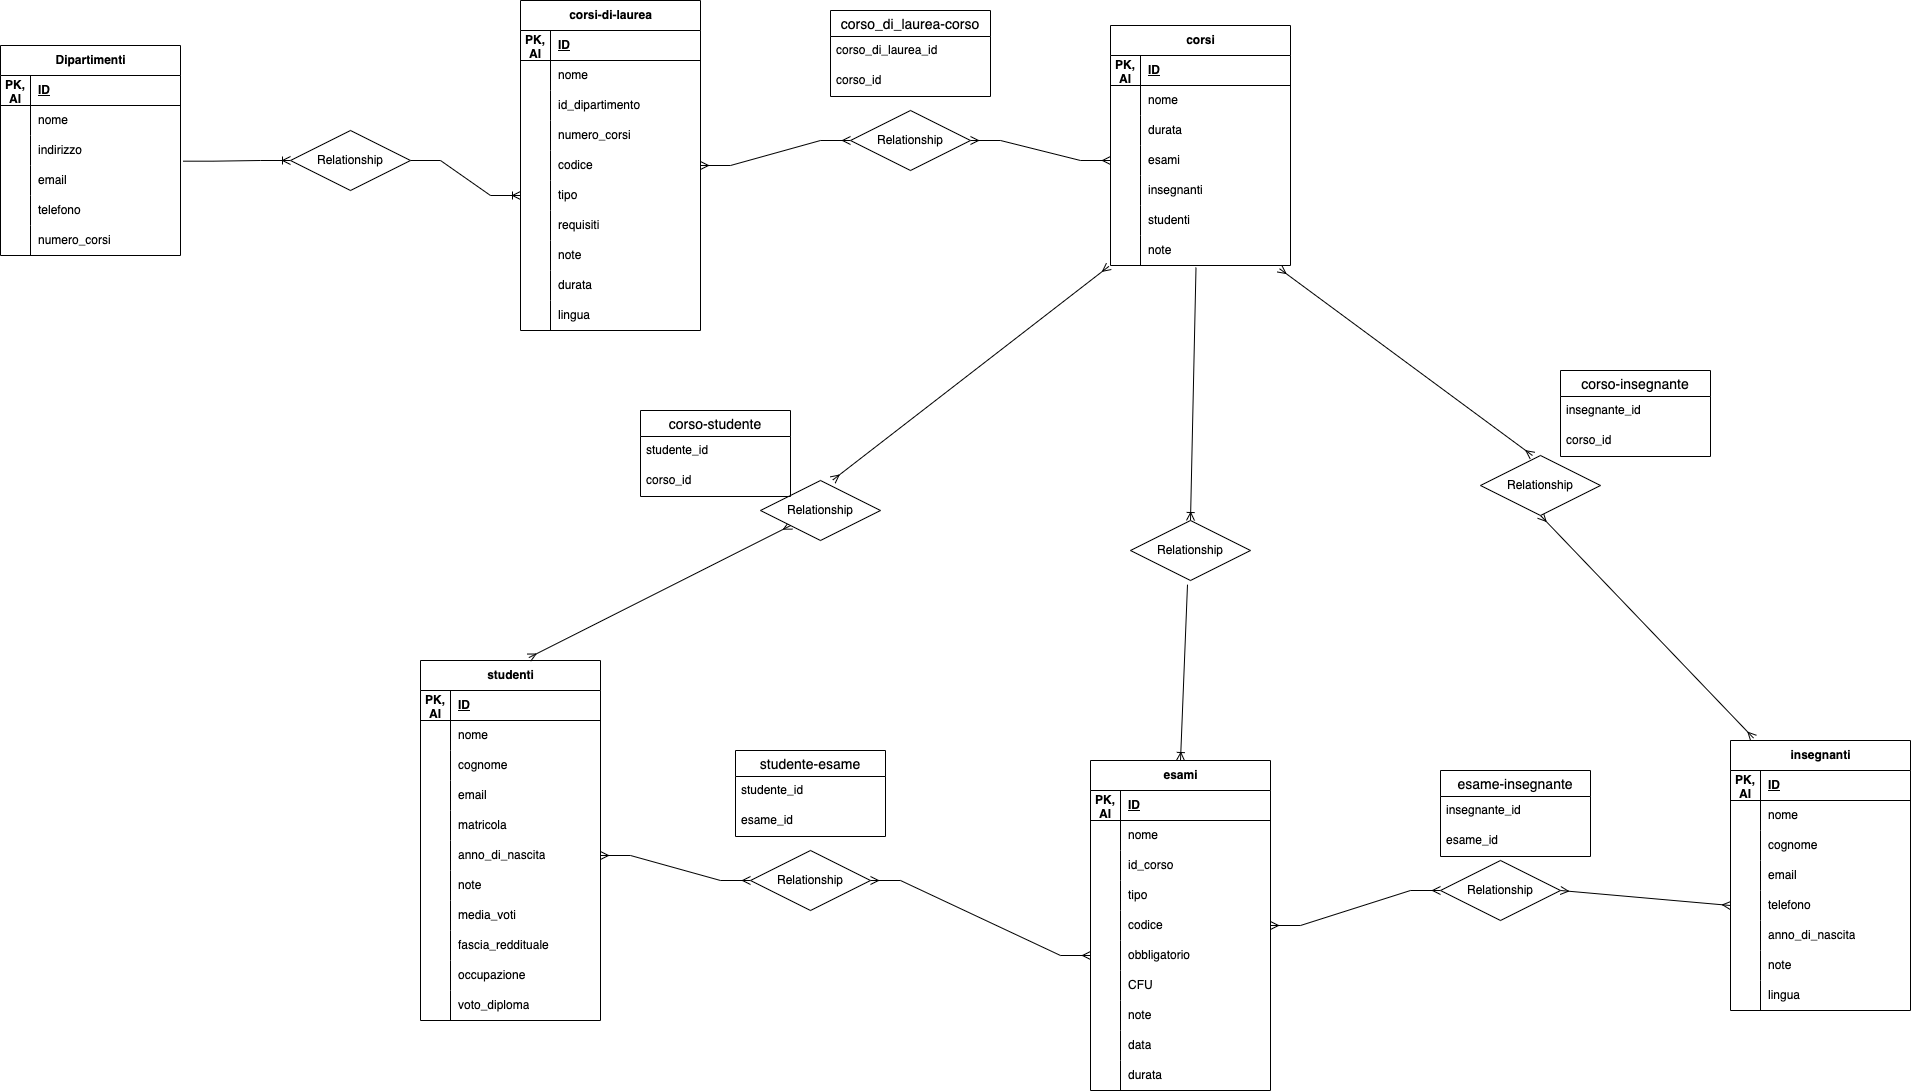 Dipartimenti
PK,
AI
ID
nome
indirizzo
email
telefono
numero_corsi
Relationship
corsi-di-laurea
PK,
AI
ID
nome
id_dipartimento
numero_corsi
codice
tipo
requisiti
note
durata
lingua
corso_di_laurea-corso
corso_di_laurea_id
corso_id
Relationship
corsi
PK,
AI
ID
nome
durata
esami
insegnanti
studenti
note
corso-studente
studente_id
corso_id
Relationship
Relationship
corso-insegnante
insegnante_id
corso_id
Relationship
studenti
PK,
AI
ID
nome
cognome
email
matricola
anno_di_nascita
note
media_voti
fascia_reddituale
occupazione
voto_diploma
studente-esame
studente_id
esame_id
Relationship
esami
PK,
AI
ID
nome
id_corso
tipo
codice
obbligatorio
CFU
note
data
durata
esame-insegnante
insegnante_id
esame_id
Relationship
insegnanti
PK,
AI
ID
nome
cognome
email
telefono
anno_di_nascita
note
lingua